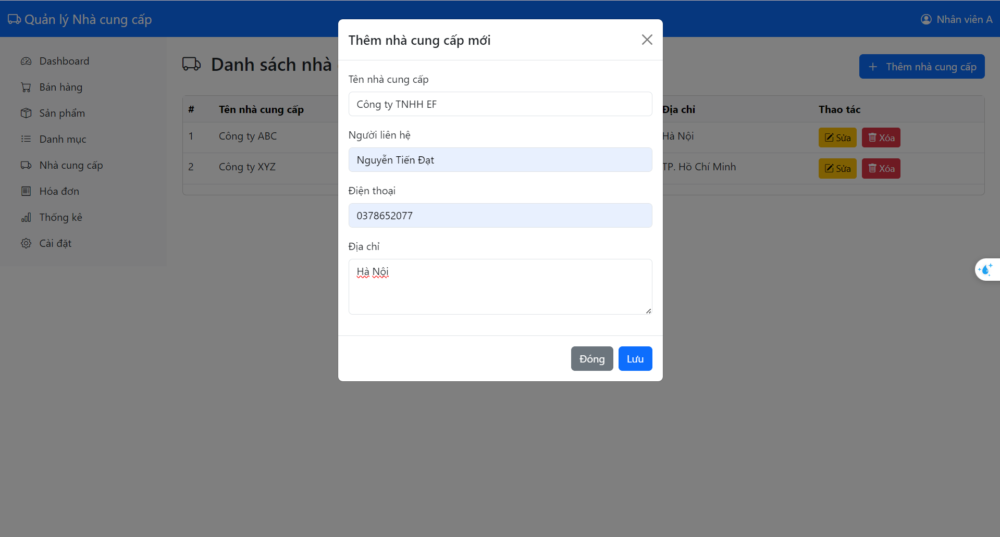 Quản lý Nhà cung cấp
Nhân viên A
Dashboard
Bán hàng
Sản phẩm
Danh mục
Nhà cung cấp
Hóa đơn
Thống kê
Cài đặt
Danh sách nhà
Thêm nhà cung cấp
# Tên nhà cung cấp Địa chỉ Thao tác
1 Công ty ABC Hà Nội Sửa Xóa
2 Công ty XYZ TP. Hồ Chí Minh Sửa Xóa
Thêm nhà cung cấp mới
Tên nhà cung cấp
Công ty TNHH EF
Người liên hệ
Nguyễn Tiến Đạt
Điện thoại
0378652077
Địa chỉ
Hà Nội
Đóng Lưu